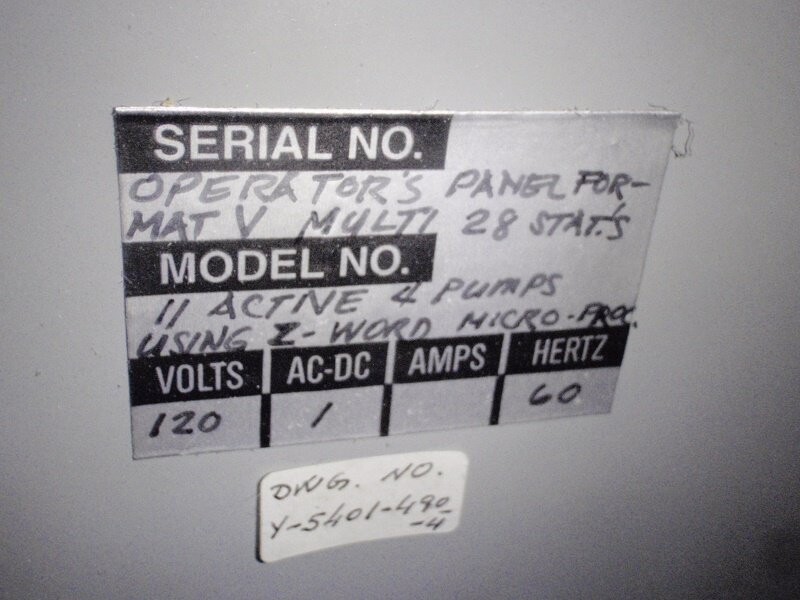 SERIAL NO.
OPERATOR'S PANEL FOR-
MAT V MULTI 28 STAT.'S
MODEL NO.
11 ACTIVE 4 PUMPS
USING Z-WORD MICRO-PROC.
VOLTS AC-DC AMPS HERTZ
120 1 60
DWG. NO.
Y-5401-490
-4